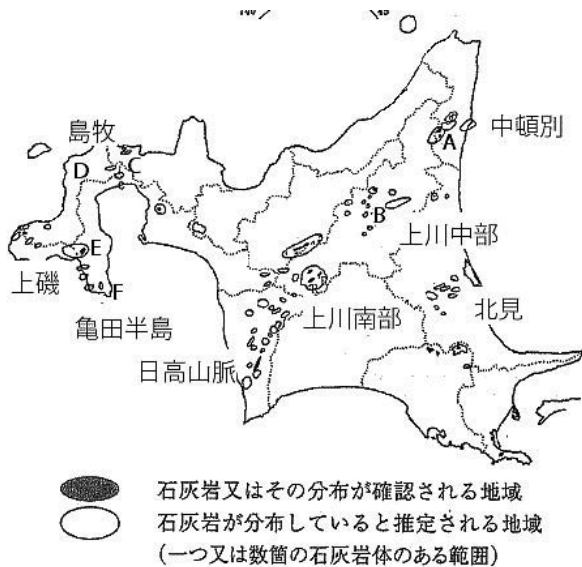 島牧
中頓別
A
C
D
B
上川中部
E
上磯
F
北見
上川南部
亀田半島
日高山脈
石灰岩又はその分布が確認される地域
石灰岩が分布していると推定される地域
(一つ又は数箇の石灰岩体のある範囲)